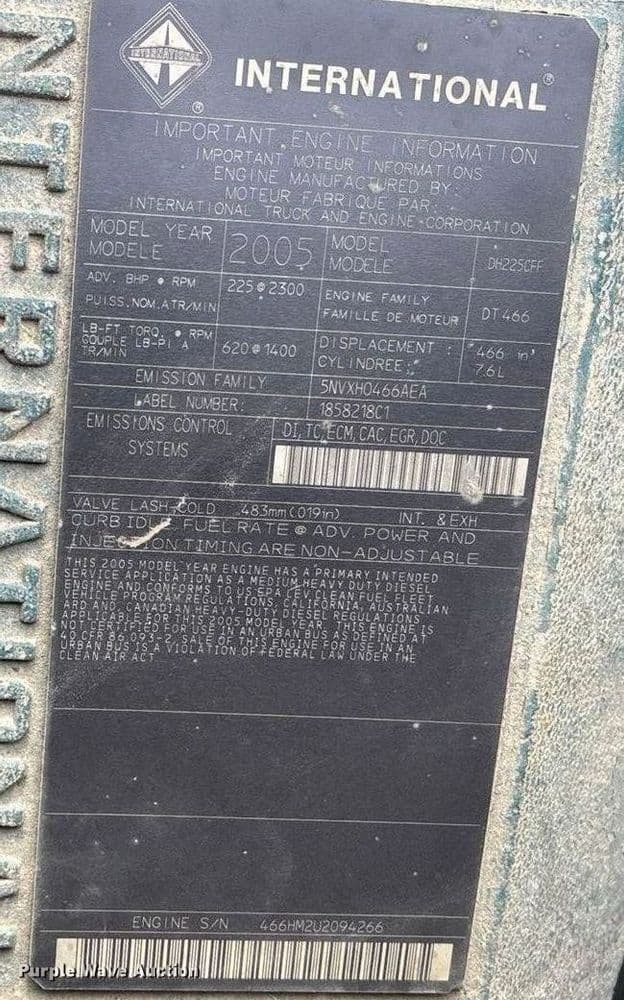 INTERNATIONAL
INTERNATIONAL
® INTERNATIONAL®
IMPORTANT ENGINE INFORMATION
IMPORTANT MOTEUR INFORMATIONS
ENGINE MANUFACTURED BY:
MOTEUR FABRIQUE PAR:
INTERNATIONAL TRUCK AND ENGINE CORPORATION
MODEL YEAR
MODELE
2005
MODEL
MODELE
DH225CFF
ADV. BHP @ RPM
PUISS.NOM.ATR/MIN
225@2300
ENGINE FAMILY
FAMILLE DE MOTEUR
DT466
LB-FT TORQ. @ RPM
COUPLE LB-PI A
TR/MIN
620@1400
DISPLACEMENT :
CYLINDREE:
466 in³
7.6L
EMISSION FAMILY
5NVXH0466AEA
LABEL NUMBER:
1858218C1
EMISSIONS CONTROL
SYSTEMS
DI,TC,ECM,CAC,EGR,DOC
VALVE LASH-COLD .483mm(.019in) INT. & EXH
CURB IDLE, FUEL RATE @ ADV. POWER AND
INJECTION TIMING ARE NON-ADJUSTABLE
THIS 2005 MODEL YEAR ENGINE HAS A PRIMARY INTENDED
SERVICE APPLICATION AS A MEDIUM HEAVY DUTY DIESEL
ENGINE AND CONFORMS TO US EPA LEV CLEAN FUEL FLEET
VEHICLE PROGRAM REGULATIONS, CALIFORNIA, AUSTRALIAN
ARD AND CANADIAN HEAVY-DUTY DIESEL REGULATIONS
APPLICABLE FOR THIS 2005 MODEL YEAR. THIS ENGINE IS
NOT CERTIFIED FOR USE IN AN URBAN BUS AS DEFINED AT
40 CFR 86.093-2. SALE OF THE ENGINE FOR USE IN AN
URBAN BUS IS A VIOLATION OF FEDERAL LAW UNDER THE
CLEAN AIR ACT
ENGINE S/N 466HM2U2094266
Purple Wave Auction